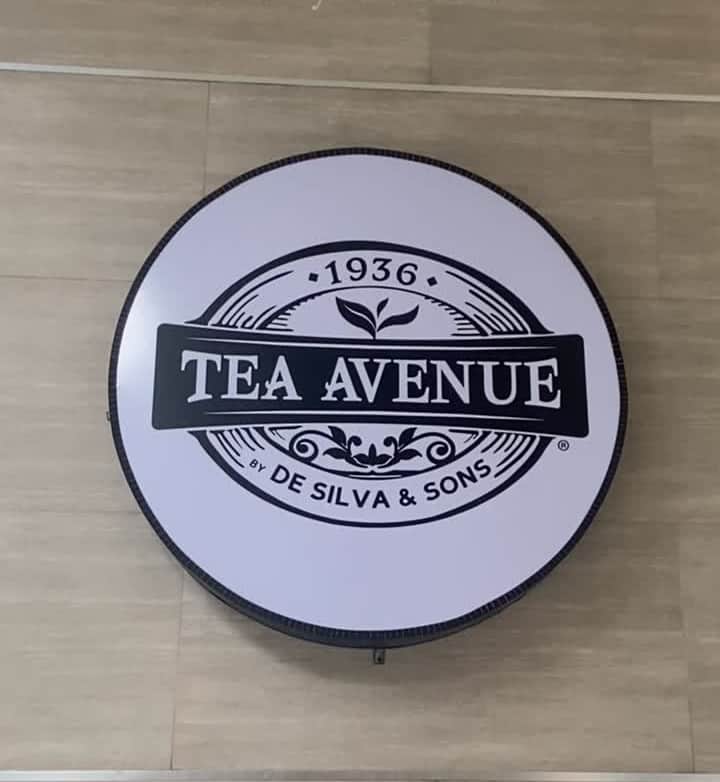 1936
TEA AVENUE
®
BY DE SILVA & SONS